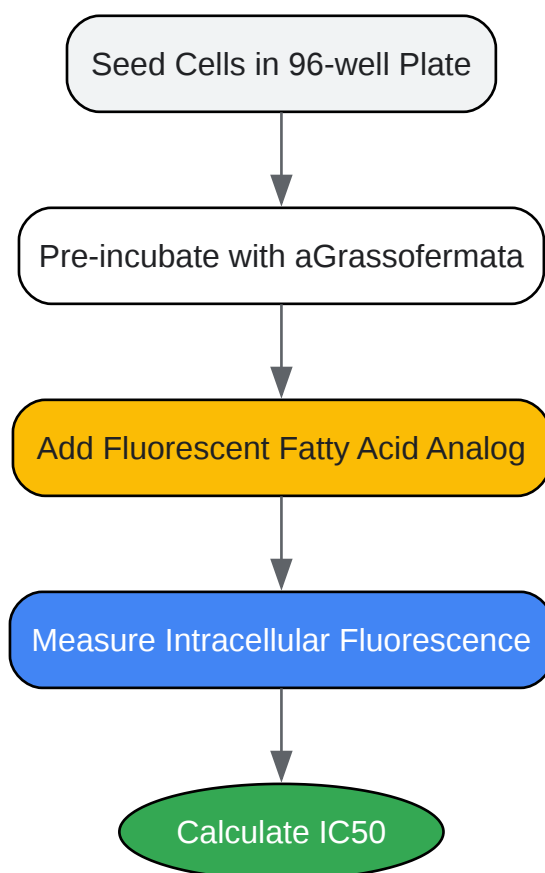 Seed Cells in 96-well Plate
Pre-incubate with aGrassofermata
Add Fluorescent Fatty Acid Analog
Measure Intracellular Fluorescence
Calculate IC50